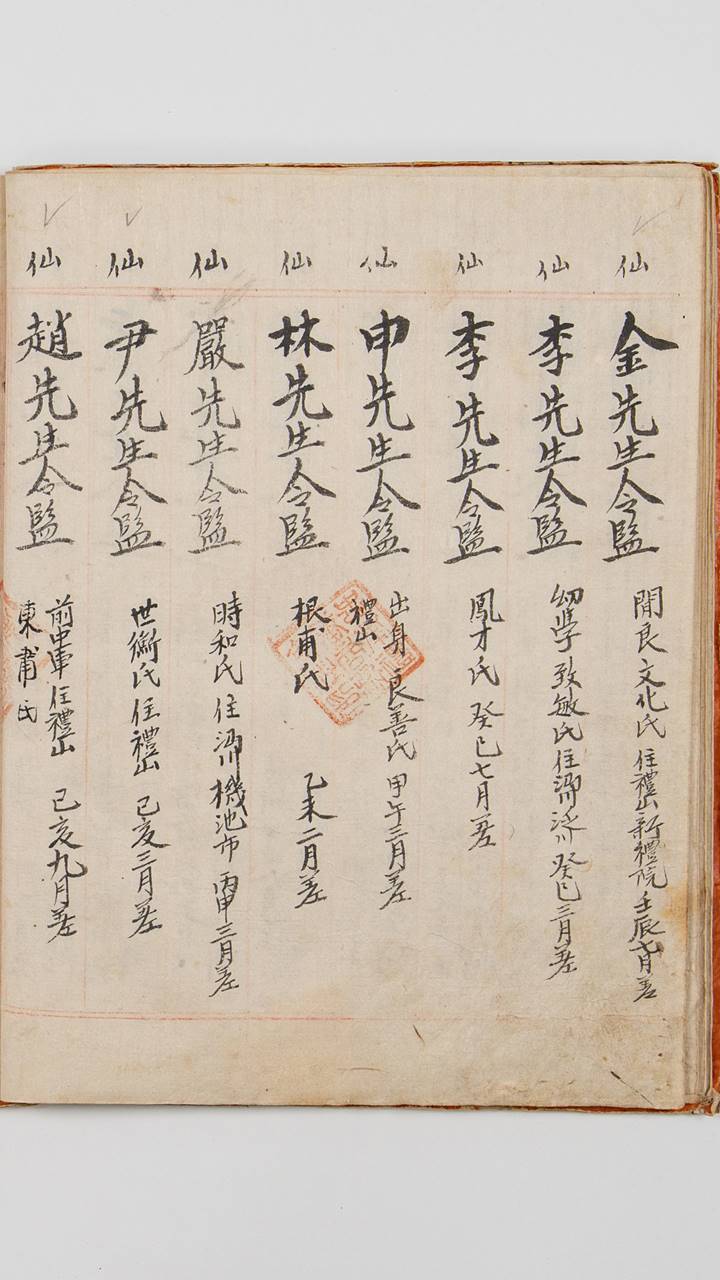 仙 金先生令監 閒良文化氏 住禮山新禮院 壬辰七月差
仙 李先生令監 幼學致敏氏 住 癸巳三月差
仙 李先生令監 鳳才氏 癸巳七月差
仙 申先生令監 出身 良善氏 甲午三月差
禮山
仙 林先生令監 根甫氏 乙未二月差
仙 嚴先生令監 時和氏 住 機池市 丙申三月差
仙 尹先生令監 世衡氏 住禮山 己亥三月差
仙 趙先生令監 前中軍 住禮山 己亥九月差
東甫氏